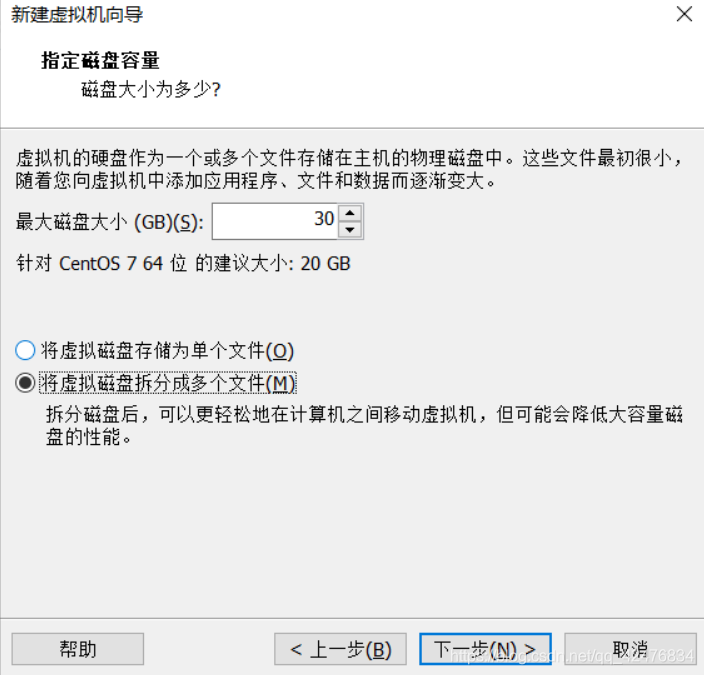 新建虚拟机向导
指定磁盘容量
磁盘大小为多少?
虚拟机的硬盘作为一个或多个文件存储在主机的物理磁盘中。这些文件最初很小，
随着您向虚拟机中添加应用程序、文件和数据而逐渐变大。
最大磁盘大小 (GB)(S): 30
针对 CentOS 7 64 位 的建议大小: 20 GB
将虚拟磁盘存储为单个文件(O)
将虚拟磁盘拆分成多个文件(M)
拆分磁盘后，可以更轻松地在计算机之间移动虚拟机，但可能会降低大容量磁
盘的性能。
帮助 < 上一步(B) 下一步(N) > 取消